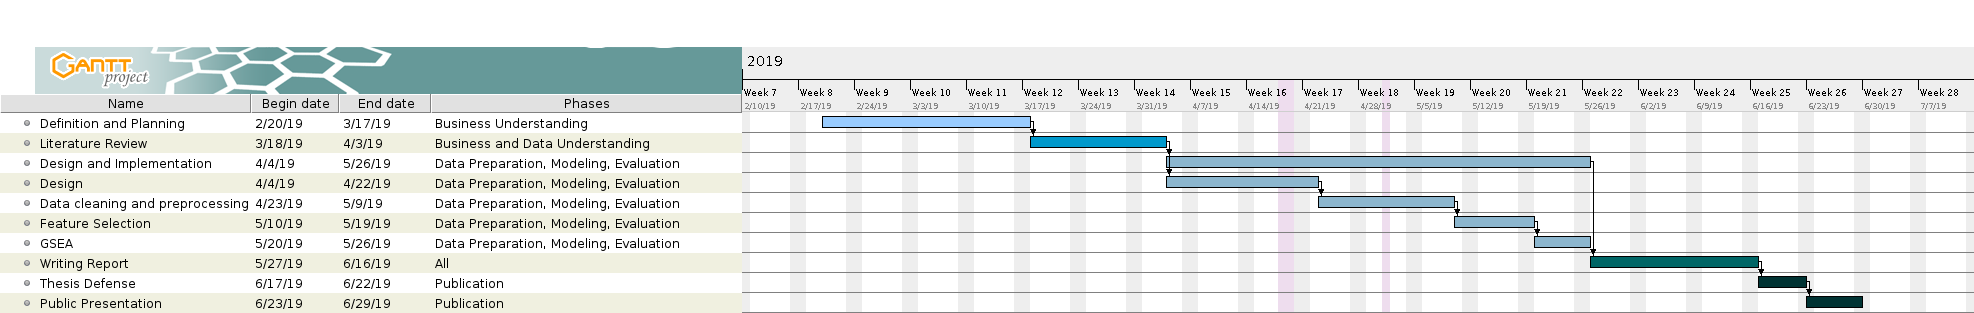 2019
GANTT
project
Week 7 Week 8 Week 9 Week 10 Week 11 Week 12 Week 13 Week 14 Week 15 Week 16 Week 17 Week 18 Week 19 Week 20 Week 21 Week 22 Week 23 Week 24 Week 25 Week 26 Week 27 Week 28
2/10/19 2/17/19 2/24/19 3/3/19 3/10/19 3/17/19 3/24/19 3/31/19 4/7/19 4/14/19 4/21/19 4/28/19 5/5/19 5/12/19 5/19/19 5/26/19 6/2/19 6/9/19 6/16/19 6/23/19 6/30/19 7/7/19
Name Begin date End date Phases
Definition and Planning 2/20/19 3/17/19 Business Understanding
Literature Review 3/18/19 4/3/19 Business and Data Understanding
Design and Implementation 4/4/19 5/26/19 Data Preparation, Modeling, Evaluation
Design 4/4/19 4/22/19 Data Preparation, Modeling, Evaluation
Data cleaning and preprocessing 4/23/19 5/9/19 Data Preparation, Modeling, Evaluation
Feature Selection 5/10/19 5/19/19 Data Preparation, Modeling, Evaluation
GSEA 5/20/19 5/26/19 Data Preparation, Modeling, Evaluation
Writing Report 5/27/19 6/16/19 All
Thesis Defense 6/17/19 6/22/19 Publication
Public Presentation 6/23/19 6/29/19 Publication